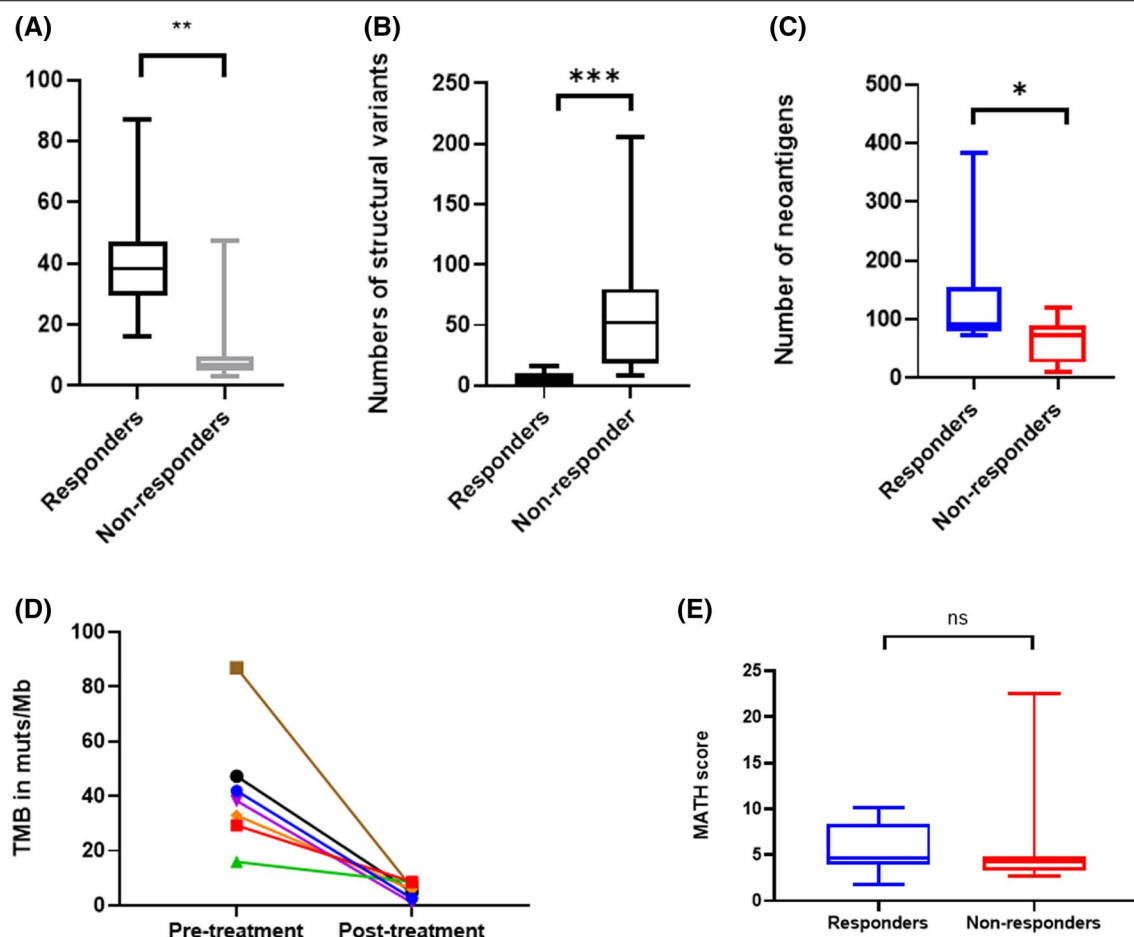 (A)
**
100
80
60
40
20
0
Responders
Non-responders
(B)
Numbers of structural variants
***
250
200
150
100
50
0
Responders
Non-responder
(C)
Number of neoantigens
*
500
400
300
200
100
0
Responders
Non-responders
(D)
TMB in muts/Mb
100
80
60
40
20
0
Pre-treatment
Post-treatment
(E)
MATH score
ns
25
20
15
10
5
0
Responders
Non-responders